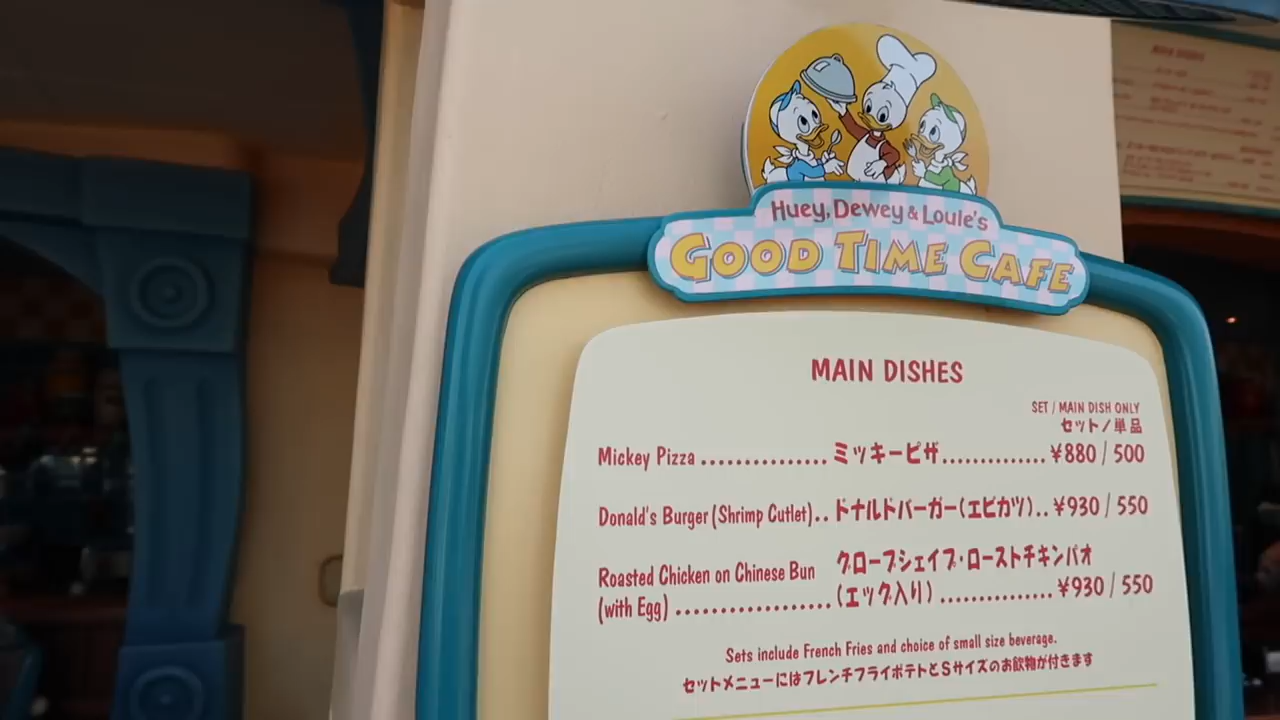 Huey, Dewey & Louie's
GOOD TIME CAFE
MAIN DISHES
MAIN DISHES
SET / MAIN DISH ONLY
セット/単品
Mickey Pizza ............... ミッキーピザ.............. ¥880 / 500
Donald's Burger (Shrimp Cutlet).. ドナルドバーガー(エビカツ).. ¥930 / 550
Roasted Chicken on Chinese Bun グローブシェイプ・ローストチキンパオ
(with Egg) .................. (エッグ入り) ............... ¥930 / 550
Sets include French Fries and choice of small size beverage.
セットメニューにはフレンチフライポテトとSサイズのお飲物が付きます